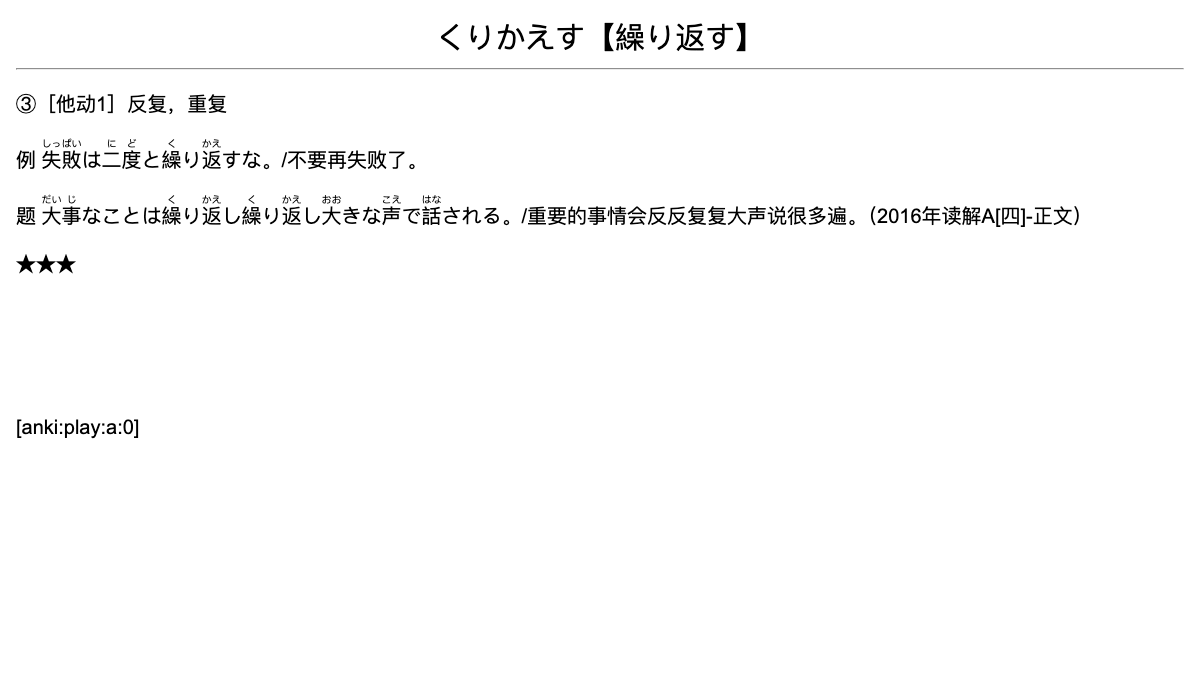 くりかえす【繰り返す】
③［他动1］反复，重复
しっぱい に ど く かえ
例 失敗は二度と繰り返すな。/不要再失败了。
だい じ く かえ く かえ おお こえ はな
题 大事なことは繰り返し繰り返し大きな声で話される。/重要的事情会反反复复大声说很多遍。（2016年读解A[四]-正文）
★★★
[anki:play:a:0]